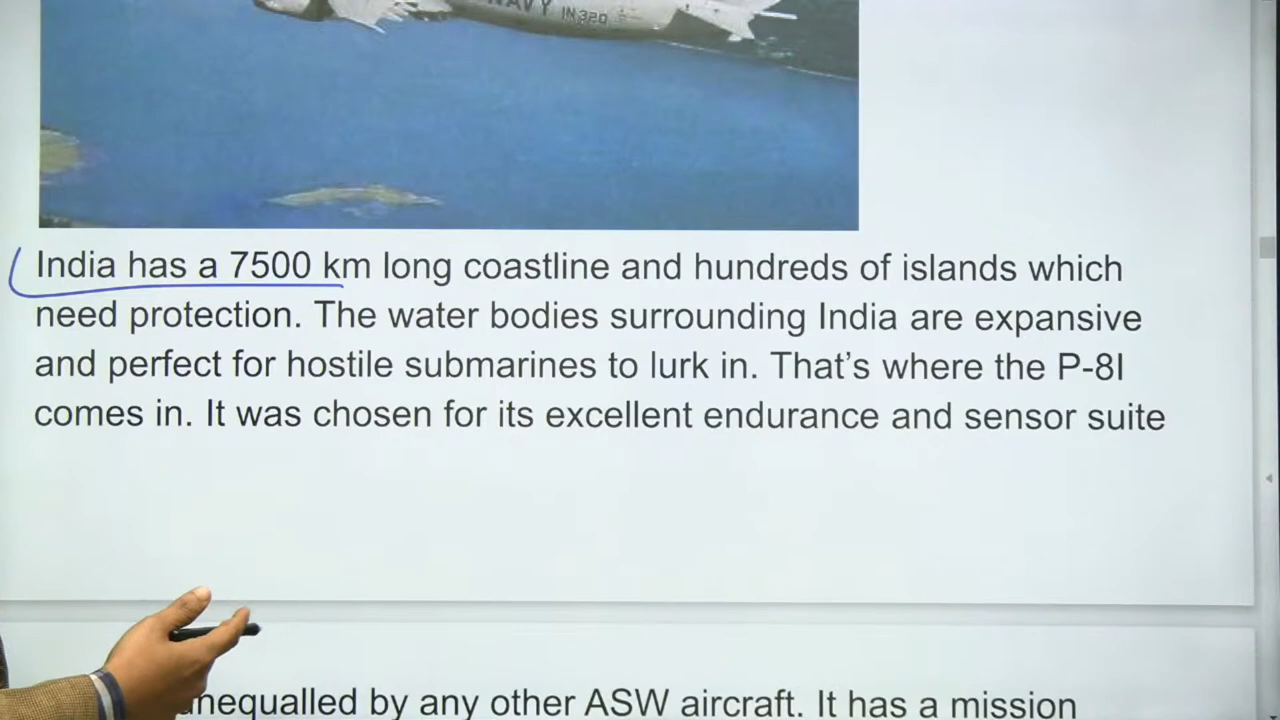 NAVY IN 320
India has a 7500 km long coastline and hundreds of islands which
need protection. The water bodies surrounding India are expansive
and perfect for hostile submarines to lurk in. That's where the P-8I
comes in. It was chosen for its excellent endurance and sensor suite
by any other ASW aircraft. It has a mission